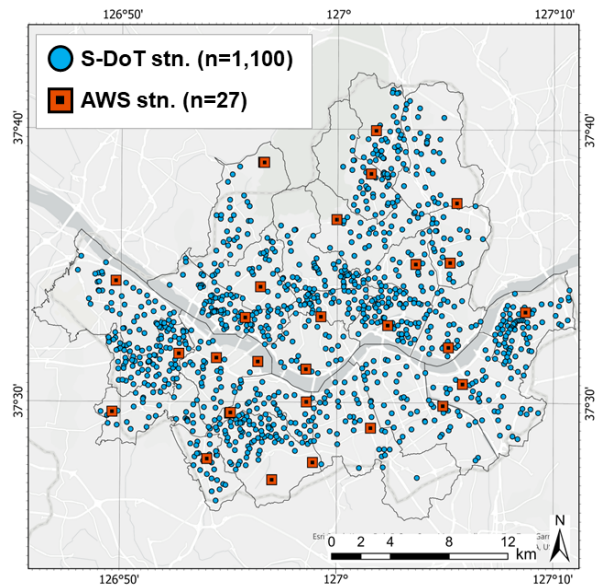 126°50' 127° 127°10'
S-DoT stn. (n=1,100)
AWS stn. (n=27)
37°40' 37°40'
37°30' 37°30'
N
Esri
0 2 4 8 12
km
126°50' 127° 127°10'